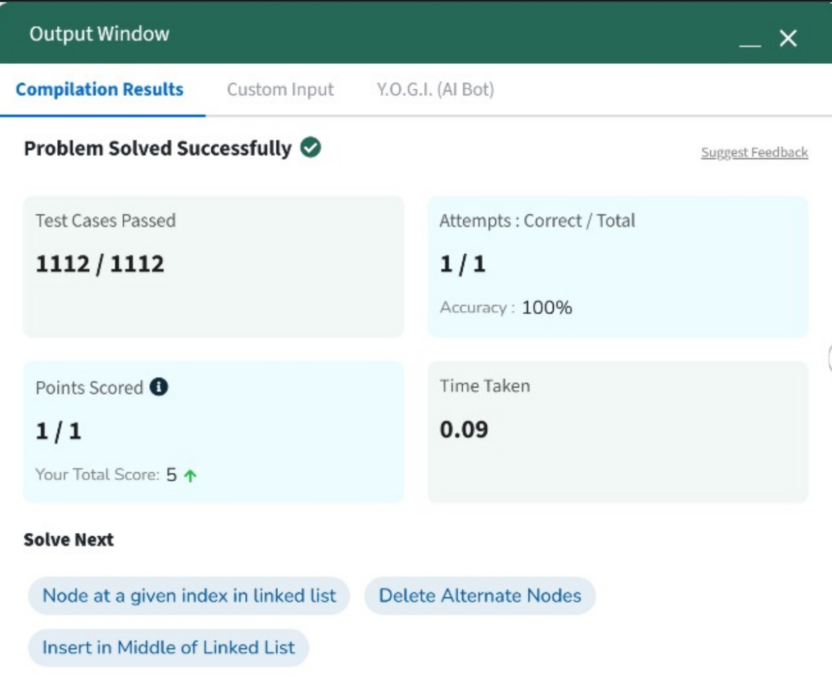 Output Window
Compilation Results
Custom Input
Y.O.G.I. (AI Bot)
Problem Solved Successfully
Suggest Feedback
Test Cases Passed
1112 / 1112
Attempts : Correct / Total
1 / 1
Accuracy : 100%
Points Scored
1 / 1
Your Total Score: 5
Time Taken
0.09
Solve Next
Node at a given index in linked list
Delete Alternate Nodes
Insert in Middle of Linked List